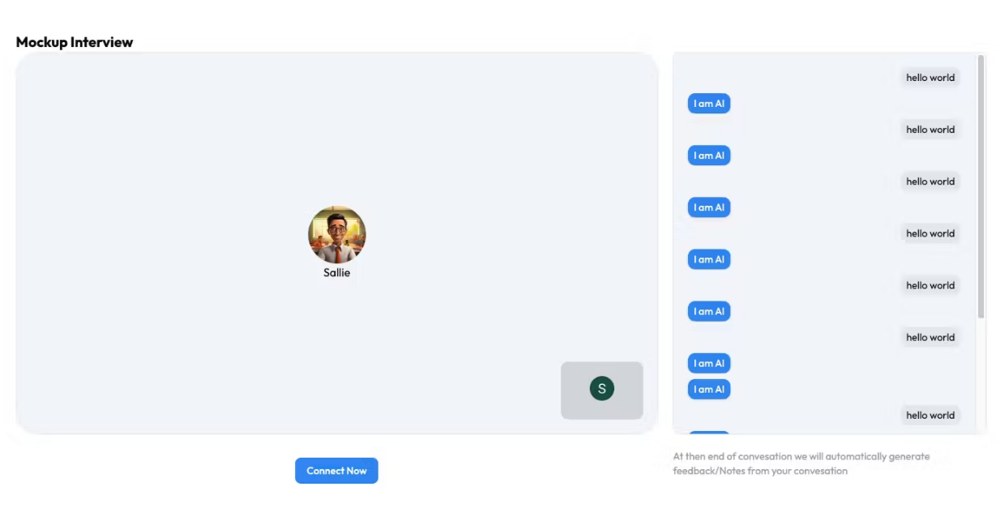 Mockup Interview
Sallie
S
Connect Now
hello world
I am AI
hello world
I am AI
hello world
I am AI
hello world
I am AI
hello world
I am AI
hello world
I am AI
I am AI
hello world
At then end of convesation we will automatically generate
feedback/Notes from your convesation